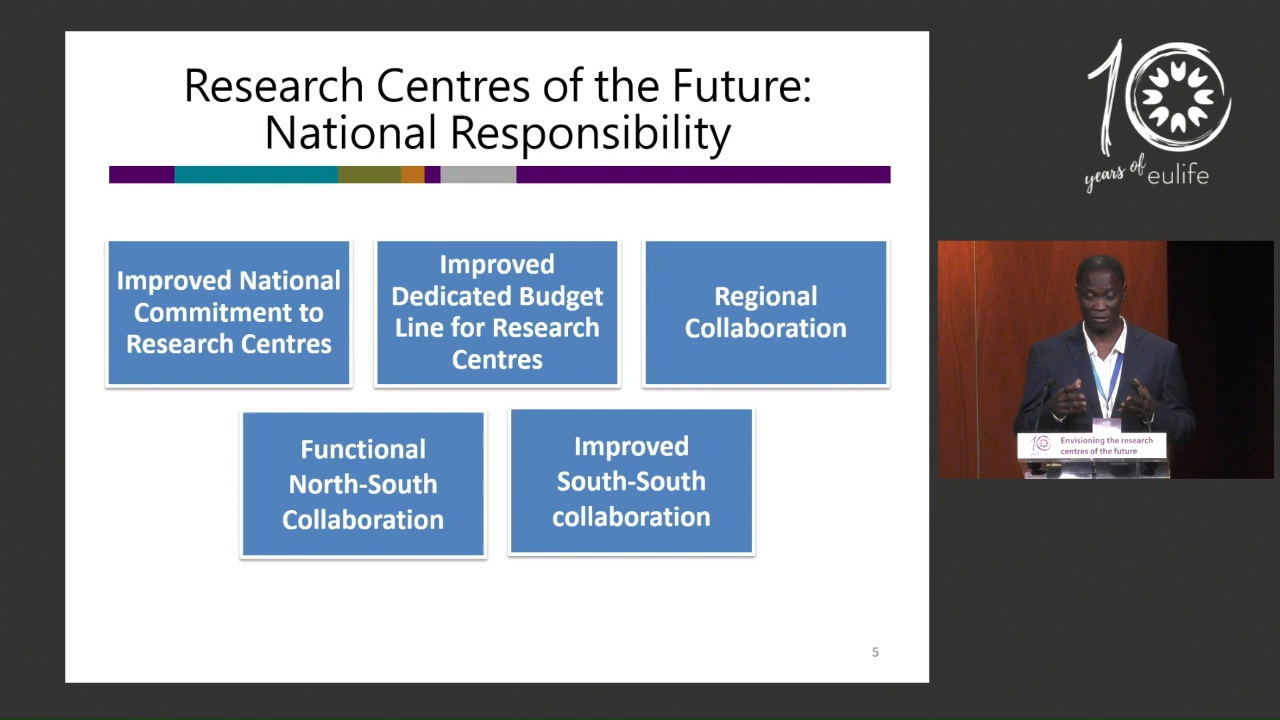 Research Centres of the Future:
National Responsibility
Improved National
Commitment to
Research Centres
Improved
Dedicated Budget
Line for Research
Centres
Regional
Collaboration
Functional
North-South
Collaboration
Improved
South-South
collaboration
5
10
years of eulife
10
Envisioning the research
centres of the future